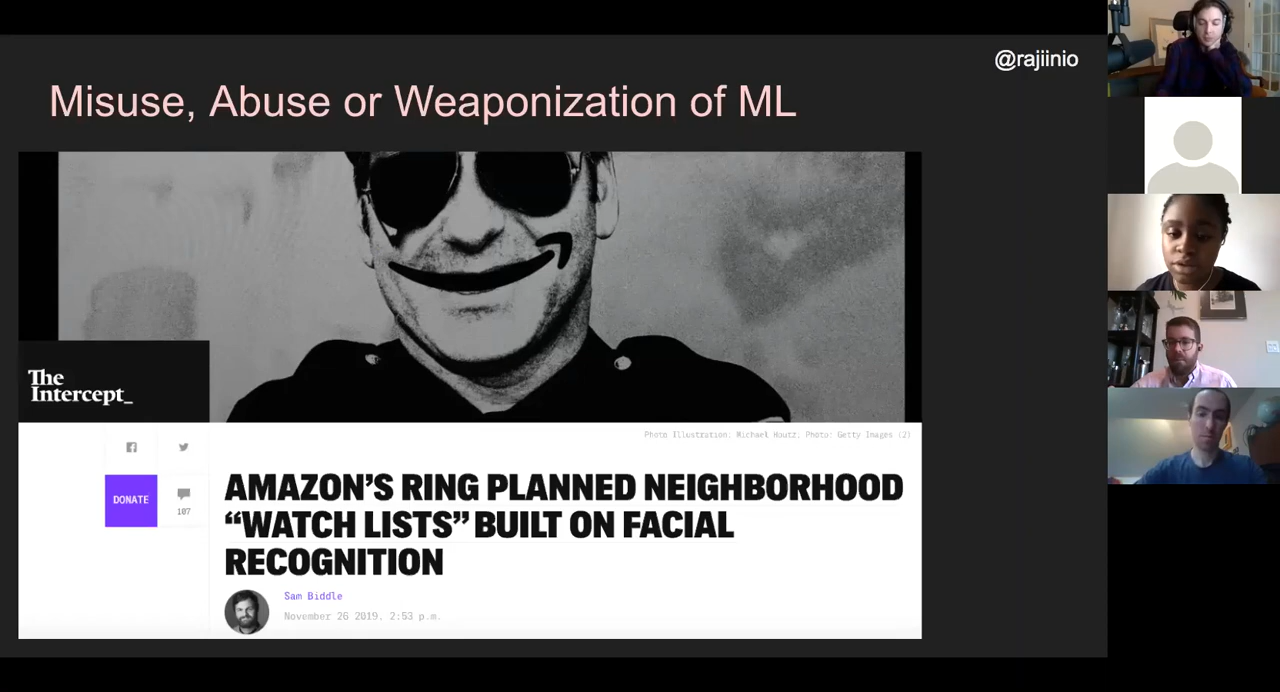 @rajiinio
Misuse, Abuse or Weaponization of ML
The
Intercept_
Photo Illustration: Michael Houtz, Photo: Getty Images (2)
DONATE
107
AMAZON’S RING PLANNED NEIGHBORHOOD
“WATCH LISTS” BUILT ON FACIAL
RECOGNITION
Sam Biddle
November 26 2019, 2:53 p.m.